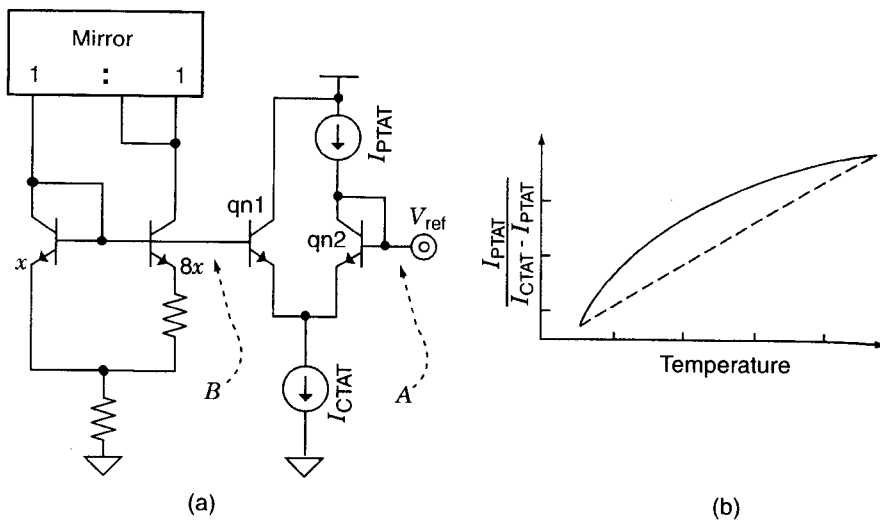 Mirror
1 : 1
I_PTAT
qn1
V_ref
qn2
x
8x
B
I_CTAT
A
(a)
I_PTAT
I_CTAT - I_PTAT
Temperature
(b)